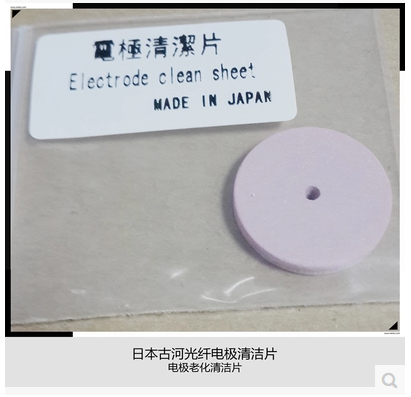 電極清潔片
Electrode clean sheet
MADE IN JAPAN
日本古河光纤电极清洁片
电极老化清洁片